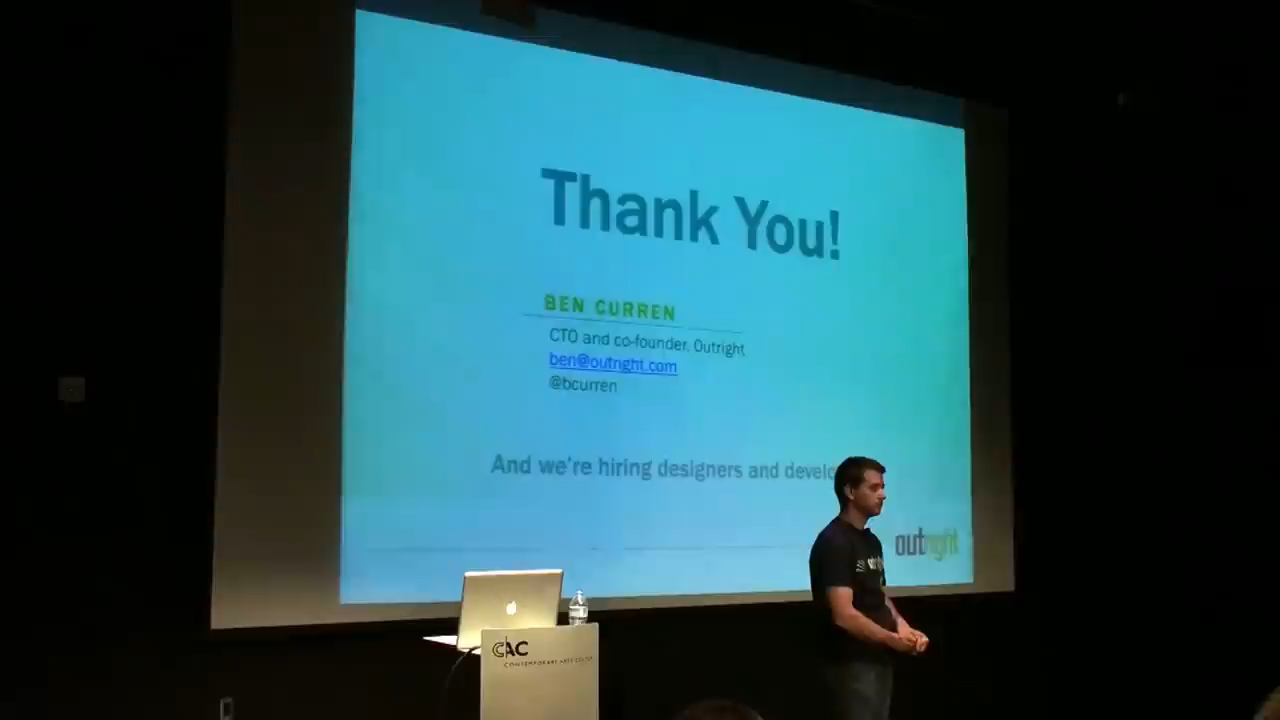 Thank You!
BEN CURREN
CTO and co-founder, Outright
ben@outright.com
@bcurren
And we're hiring designers and develo
outright
CAC
CONTEMPORARY ARTS CENTER